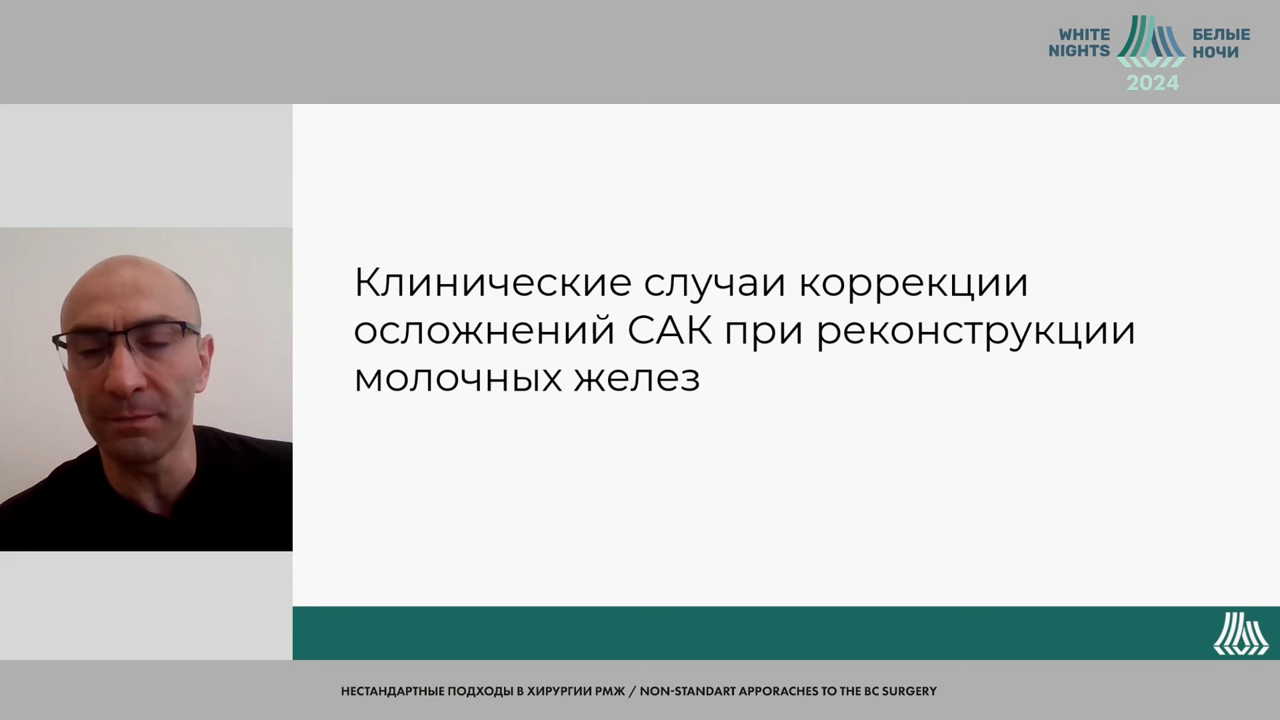 WHITE
NIGHTS
БЕЛЫЕ
НОЧИ
2024
Клинические случаи коррекции
осложнений САК при реконструкции
молочных желез
НЕСТАНДАРТНЫЕ ПОДХОДЫ В ХИРУРГИИ РМЖ / NON-STANDART APPORACHES TO THE BC SURGERY